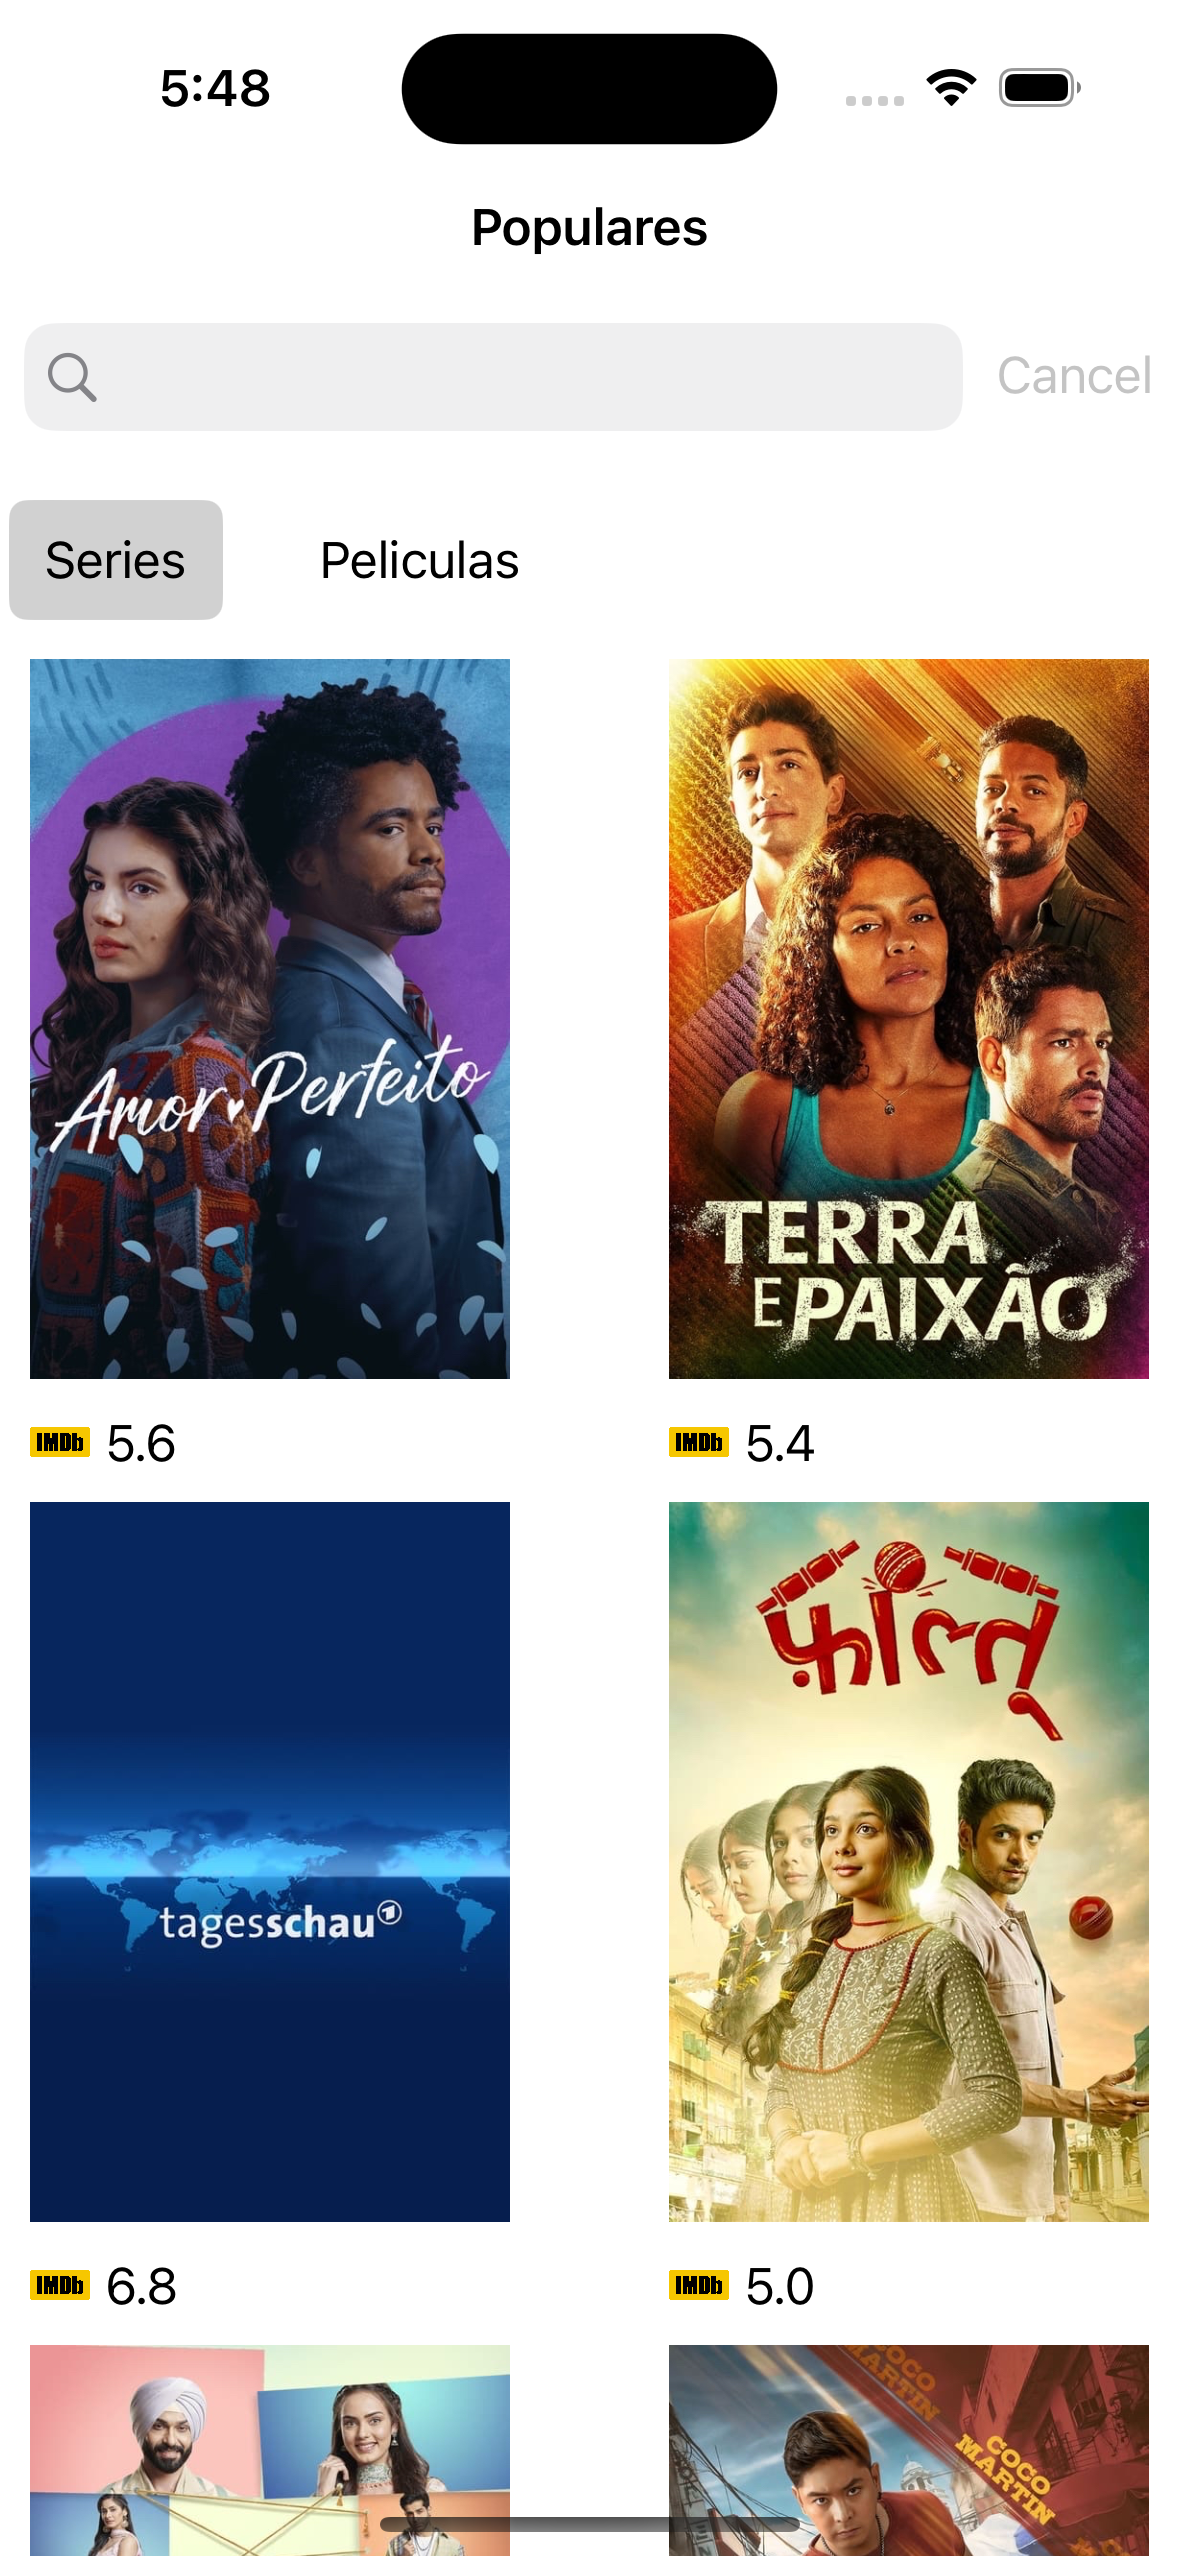 5:48
Populares
Cancel
Series
Peliculas
Amor Perfeito
TERRA
E PAIXÃO
IMDb 5.6
IMDb 5.4
tagesschau
फ़ालतू
IMDb 6.8
IMDb 5.0
COCO
MARTIN
COCO
MARTIN